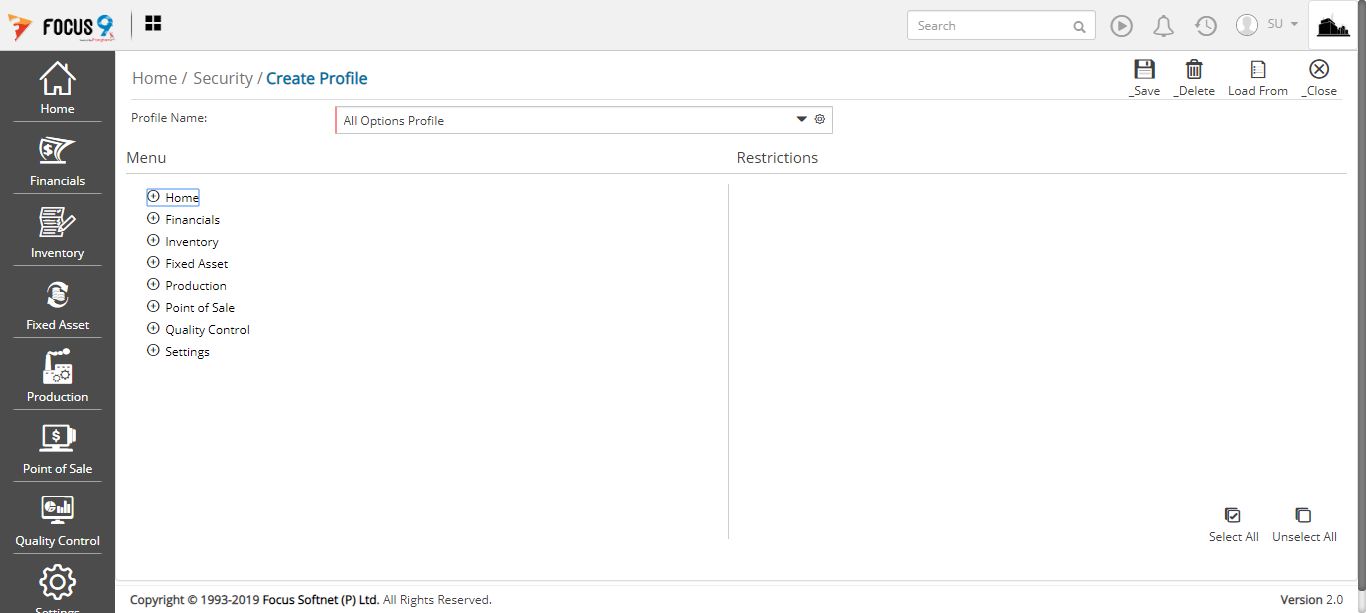 FOCUS 9
Search
SU
Home
Financials
Inventory
Fixed Asset
Production
Point of Sale
Quality Control
Settings
Home / Security / Create Profile
_Save
_Delete
Load From
_Close
Profile Name:
All Options Profile
Menu
Restrictions
Home
Financials
Inventory
Fixed Asset
Production
Point of Sale
Quality Control
Settings
Select All
Unselect All
Copyright © 1993-2019 Focus Softnet (P) Ltd. All Rights Reserved.
Version 2.0